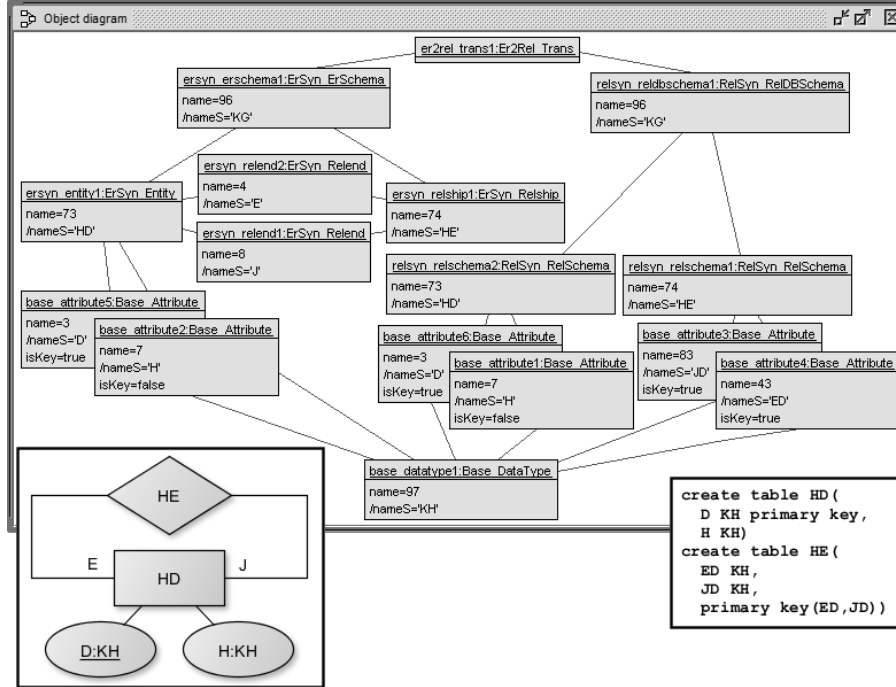 Object diagram
er2rel_trans1:Er2Rel_Trans
ersyn_erschema1:ErSyn_ErSchema
name=96
/nameS='KG'
relsyn_reldbschema1:RelSyn_RelDBSchema
name=96
/nameS='KG'
ersyn_entity1:ErSyn_Entity
name=73
/nameS='HD'
ersyn_relend2:ErSyn_Relend
name=4
/nameS='E'
ersyn_relend1:ErSyn_Relend
name=8
/nameS='J'
ersyn_relship1:ErSyn_Relship
name=74
/nameS='HE'
relsyn_relschema2:RelSyn_RelSchema
name=73
/nameS='HD'
relsyn_relschema1:RelSyn_RelSchema
name=74
/nameS='HE'
base_attribute5:Base_Attribute
name=3
/nameS='D'
isKey=true
base_attribute2:Base_Attribute
name=7
/nameS='H'
isKey=false
base_attribute6:Base_Attribute
name=3
/nameS='D'
isKey=true
base_attribute1:Base_Attribute
name=7
/nameS='H'
isKey=false
base_attribute3:Base_Attribute
name=83
/nameS='JD'
isKey=true
base_attribute4:Base_Attribute
name=43
/nameS='ED'
isKey=true
base_datatype1:Base_DataType
name=97
/nameS='KH'
HE
E
HD
J
D:KH
H:KH
create table HD(
D KH primary key,
H KH)
create table HE(
ED KH,
JD KH,
primary key(ED,JD))